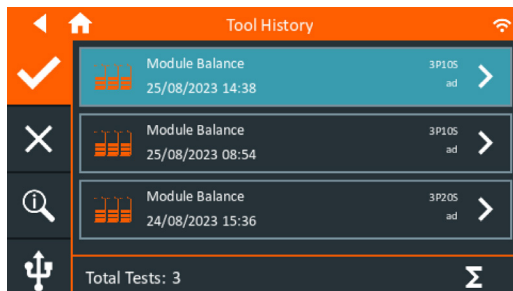 Tool History
Module Balance 3P10S
25/08/2023 14:38 ad
Module Balance 3P10S
25/08/2023 08:54 ad
Module Balance 3P20S
24/08/2023 15:36 ad
Total Tests: 3 Σ